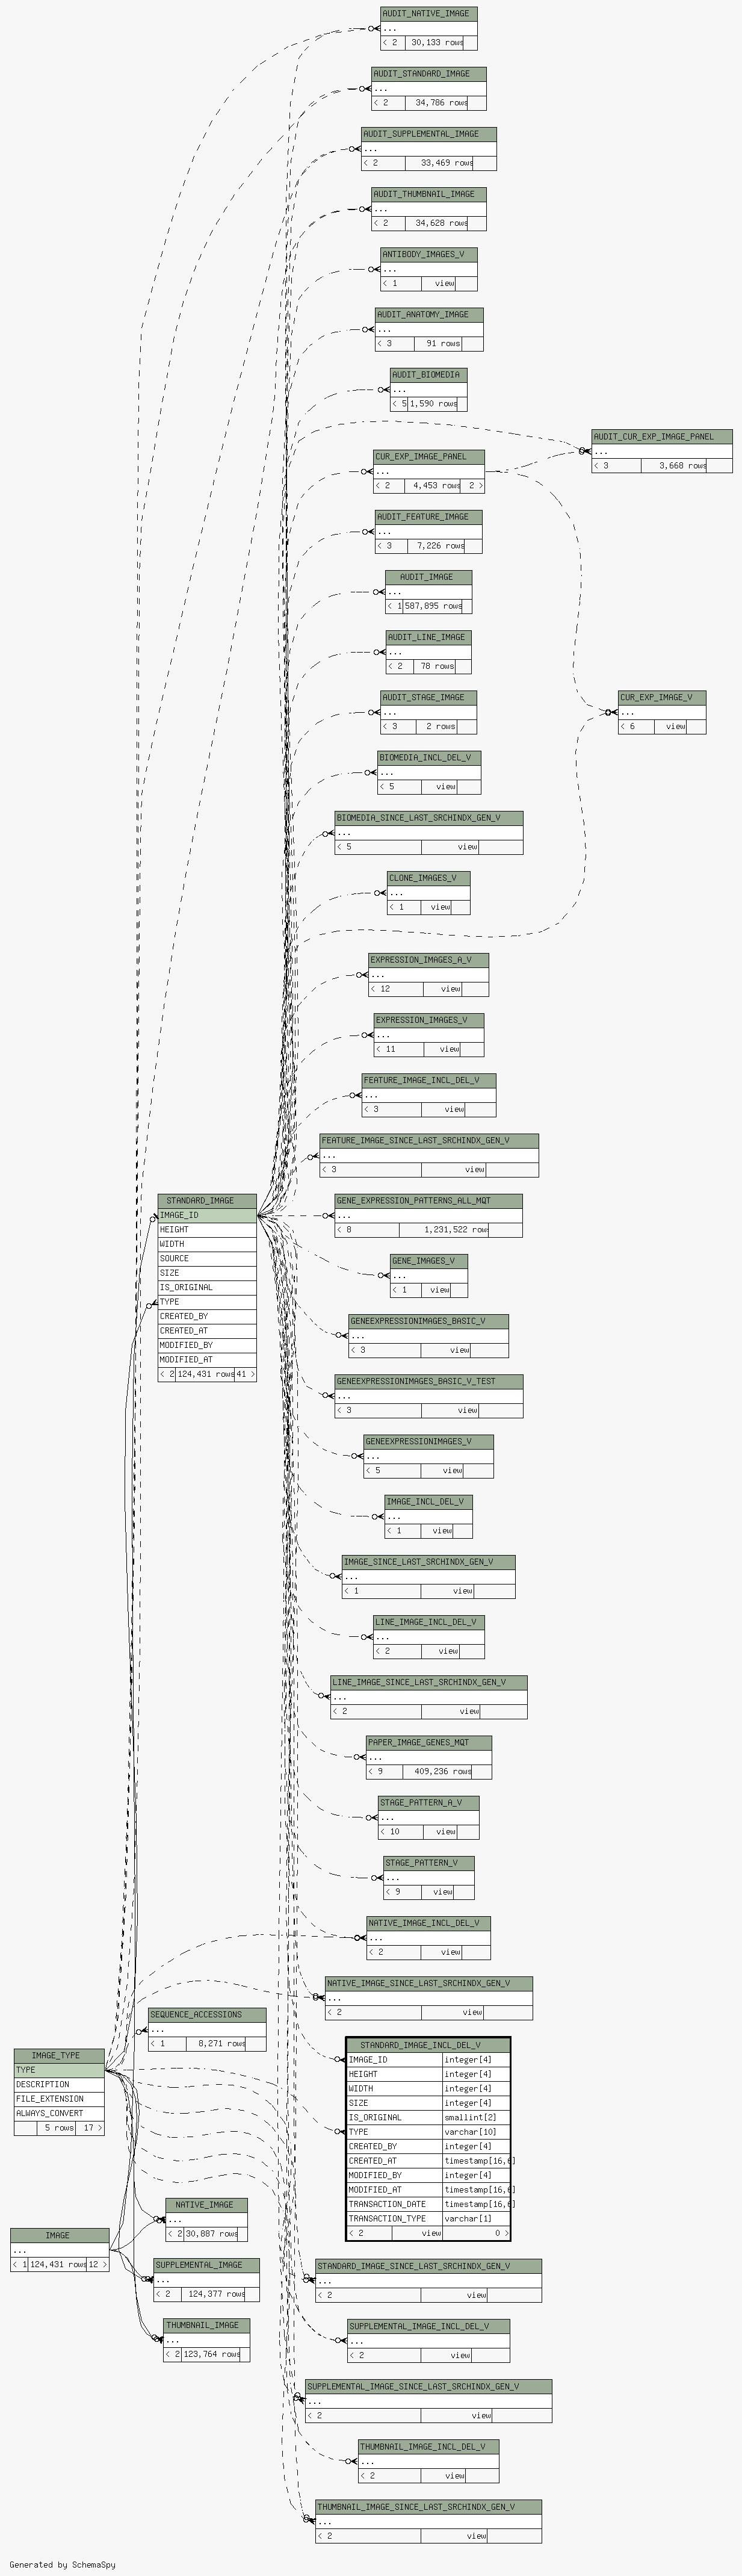 AUDIT_NATIVE_IMAGE
...
< 2 30,133 rows
AUDIT_STANDARD_IMAGE
...
< 2 34,786 rows
AUDIT_SUPPLEMENTAL_IMAGE
...
< 2 33,469 rows
AUDIT_THUMBNAIL_IMAGE
...
< 2 34,628 rows
ANTIBODY_IMAGES_V
...
< 1 view
AUDIT_ANATOMY_IMAGE
...
< 3 91 rows
AUDIT_BIOMEDIA
...
< 5 1,590 rows
AUDIT_CUR_EXP_IMAGE_PANEL
...
< 3 3,668 rows
CUR_EXP_IMAGE_PANEL
...
< 2 4,453 rows 2 >
AUDIT_FEATURE_IMAGE
...
< 3 7,226 rows
AUDIT_IMAGE
...
< 1 587,895 rows
AUDIT_LINE_IMAGE
...
< 2 78 rows
AUDIT_STAGE_IMAGE
...
< 3 2 rows
CUR_EXP_IMAGE_V
...
< 6 view
BIOMEDIA_INCL_DEL_V
...
< 5 view
BIOMEDIA_SINCE_LAST_SRCHINDX_GEN_V
...
< 5 view
CLONE_IMAGES_V
...
< 1 view
EXPRESSION_IMAGES_A_V
...
< 12 view
EXPRESSION_IMAGES_V
...
< 11 view
FEATURE_IMAGE_INCL_DEL_V
...
< 3 view
FEATURE_IMAGE_SINCE_LAST_SRCHINDX_GEN_V
...
< 3 view
STANDARD_IMAGE
IMAGE_ID
HEIGHT
WIDTH
SOURCE
SIZE
IS_ORIGINAL
TYPE
CREATED_BY
CREATED_AT
MODIFIED_BY
MODIFIED_AT
< 2 124,431 rows 41 >
GENE_EXPRESSION_PATTERNS_ALL_MQT
...
< 8 1,231,522 rows
GENE_IMAGES_V
...
< 1 view
GENEEXPRESSIONIMAGES_BASIC_V
...
< 3 view
GENEEXPRESSIONIMAGES_BASIC_V_TEST
...
< 3 view
GENEEXPRESSIONIMAGES_V
...
< 5 view
IMAGE_INCL_DEL_V
...
< 1 view
IMAGE_SINCE_LAST_SRCHINDX_GEN_V
...
< 1 view
LINE_IMAGE_INCL_DEL_V
...
< 2 view
LINE_IMAGE_SINCE_LAST_SRCHINDX_GEN_V
...
< 2 view
PAPER_IMAGE_GENES_MQT
...
< 9 409,236 rows
STAGE_PATTERN_A_V
...
< 10 view
STAGE_PATTERN_V
...
< 9 view
NATIVE_IMAGE_INCL_DEL_V
...
< 2 view
NATIVE_IMAGE_SINCE_LAST_SRCHINDX_GEN_V
...
< 2 view
SEQUENCE_ACCESSIONS
...
< 1 8,271 rows
IMAGE_TYPE
TYPE
DESCRIPTION
FILE_EXTENSION
ALWAYS_CONVERT
5 rows 17 >
STANDARD_IMAGE_INCL_DEL_V
IMAGE_ID integer[4]
HEIGHT integer[4]
WIDTH integer[4]
SIZE integer[4]
IS_ORIGINAL smallint[2]
TYPE varchar[10]
CREATED_BY integer[4]
CREATED_AT timestamp[16,6]
MODIFIED_BY integer[4]
MODIFIED_AT timestamp[16,6]
TRANSACTION_DATE timestamp[16,6]
TRANSACTION_TYPE varchar[1]
< 2 view 0 >
NATIVE_IMAGE
...
< 2 30,887 rows
IMAGE
...
< 1 124,431 rows 12 >
SUPPLEMENTAL_IMAGE
...
< 2 124,377 rows
THUMBNAIL_IMAGE
...
< 2 123,764 rows
STANDARD_IMAGE_SINCE_LAST_SRCHINDX_GEN_V
...
< 2 view
SUPPLEMENTAL_IMAGE_INCL_DEL_V
...
< 2 view
SUPPLEMENTAL_IMAGE_SINCE_LAST_SRCHINDX_GEN_V
...
< 2 view
THUMBNAIL_IMAGE_INCL_DEL_V
...
< 2 view
THUMBNAIL_IMAGE_SINCE_LAST_SRCHINDX_GEN_V
...
< 2 view
Generated by SchemaSpy